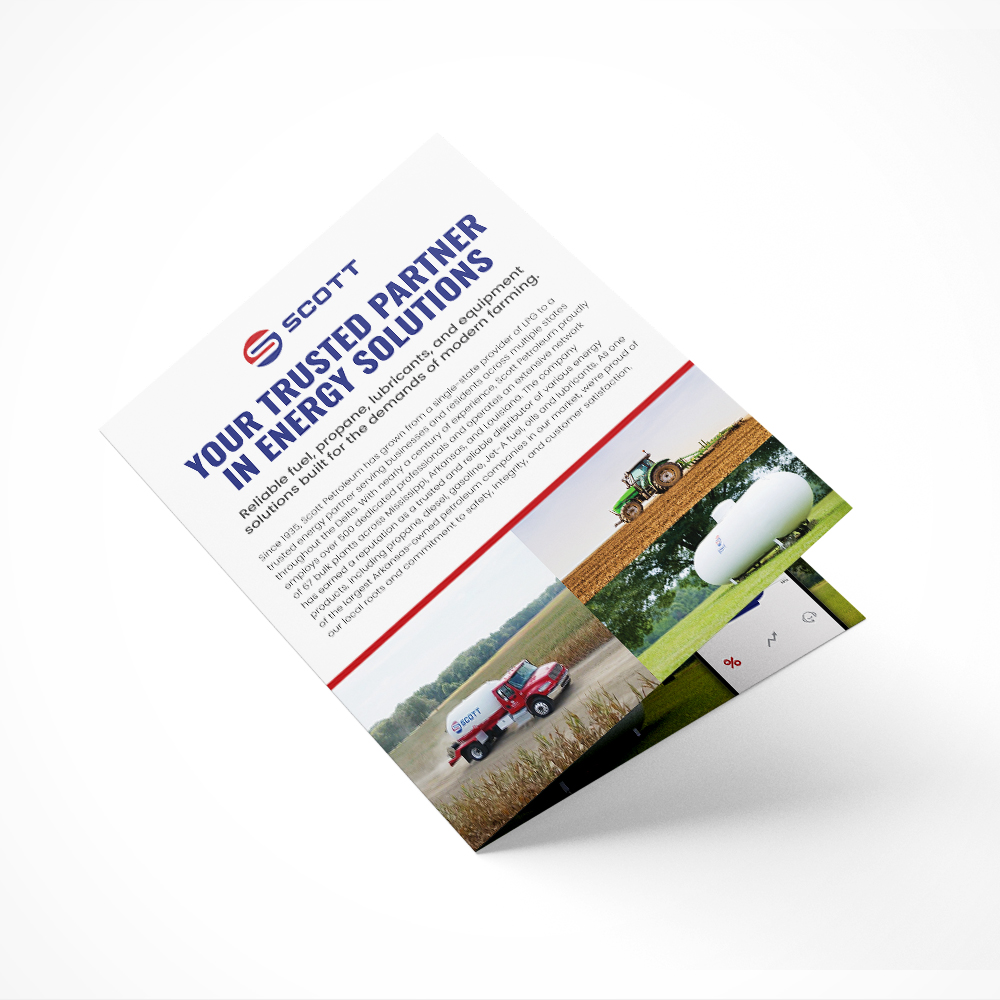 SCOTT
YOUR TRUSTED PARTNER
IN ENERGY SOLUTIONS
Reliable fuel, propane, lubricants, and equipment
solutions built for the demands of modern farming.
Since 1935, Scott Petroleum has grown from a single-state provider of LPG to a
trusted energy partner serving businesses and residents across multiple states
throughout the Delta. With nearly a century of experience, Scott Petroleum proudly
employs over 500 dedicated professionals and operates an extensive network
of 67 bulk plants across Mississippi, Arkansas, and Louisiana. The company
has earned a reputation as a trusted and reliable distributor of various energy
products, including propane, diesel, gasoline, Jet-A fuel, oils and lubricants. As one
of the largest Arkansas-owned petroleum companies in our market, we're proud of
our local roots and commitment to safety, integrity, and customer satisfaction.
SCOTT
%